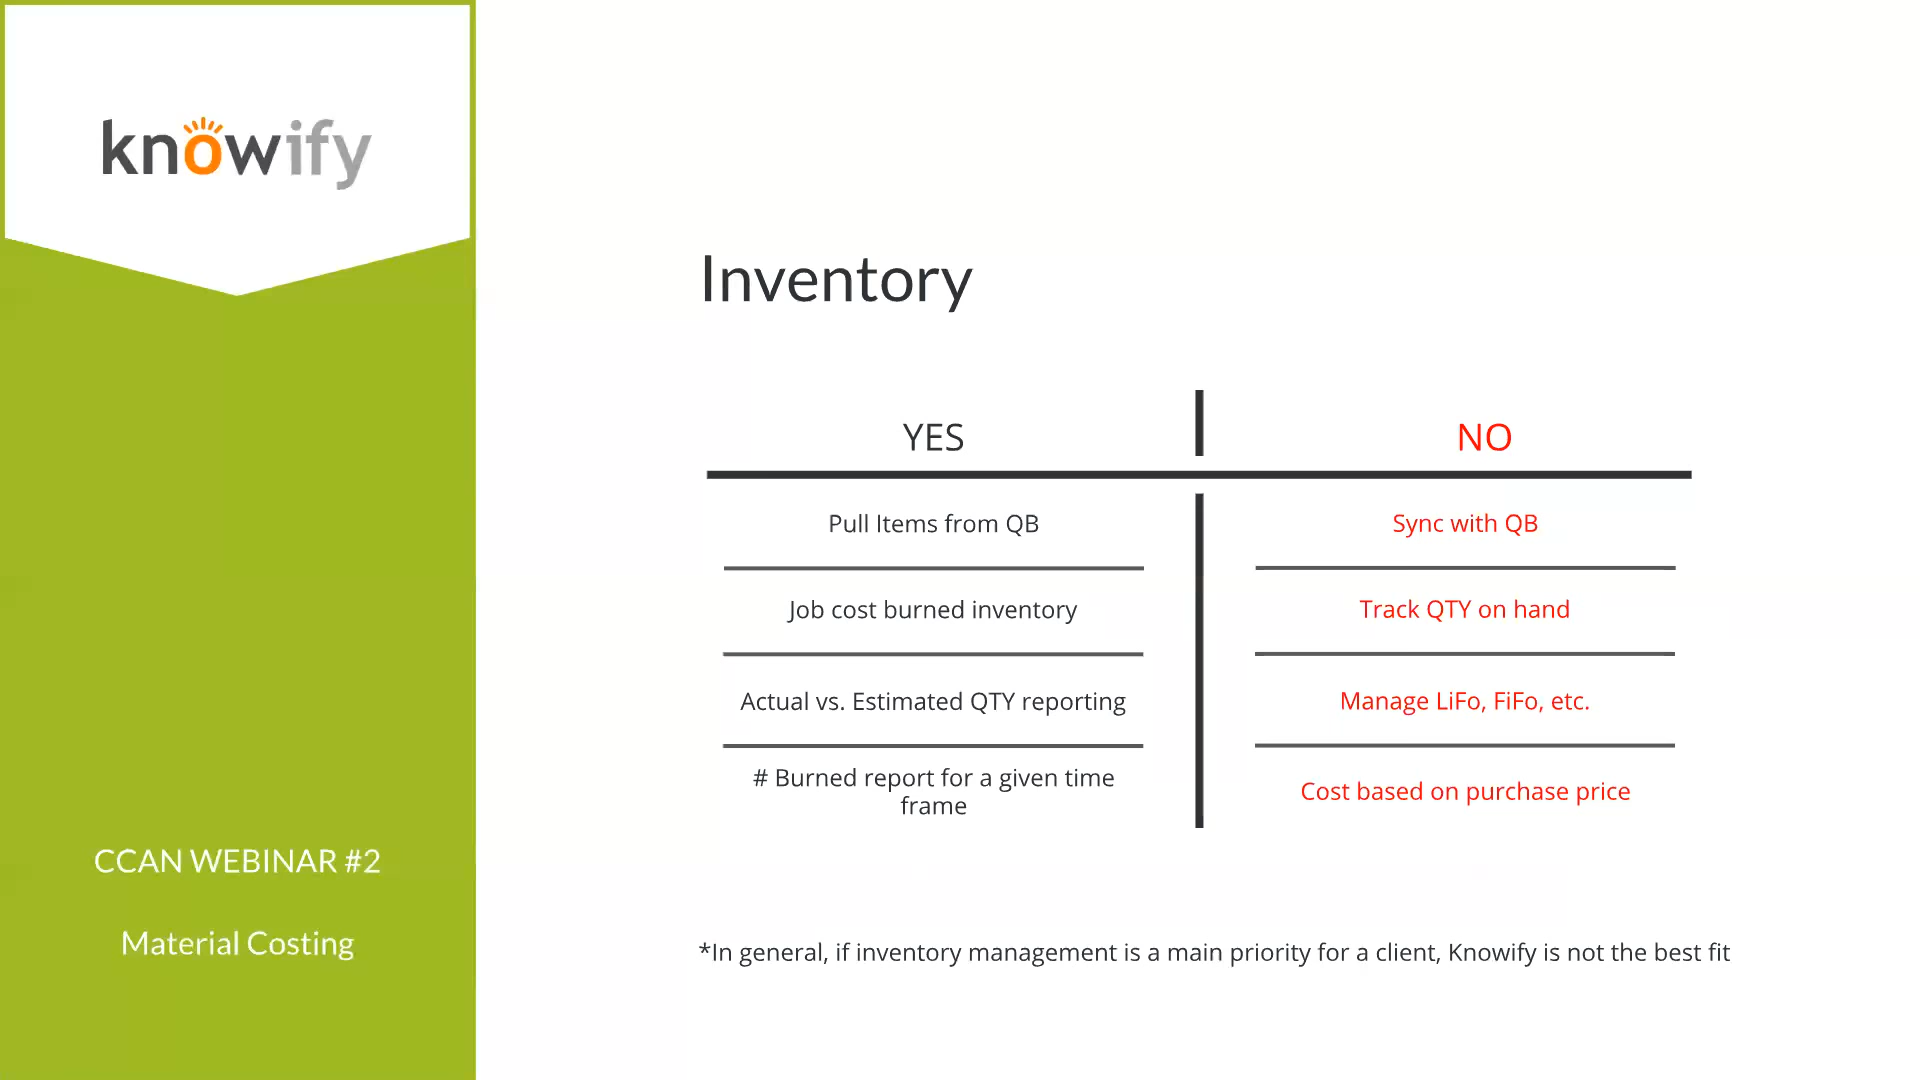 knowify
CCAN WEBINAR #2
Material Costing
Inventory
YES
NO
Pull Items from QB
Sync with QB
Job cost burned inventory
Track QTY on hand
Actual vs. Estimated QTY reporting
Manage LiFo, FiFo, etc.
# Burned report for a given time
frame
Cost based on purchase price
*In general, if inventory management is a main priority for a client, Knowify is not the best fit